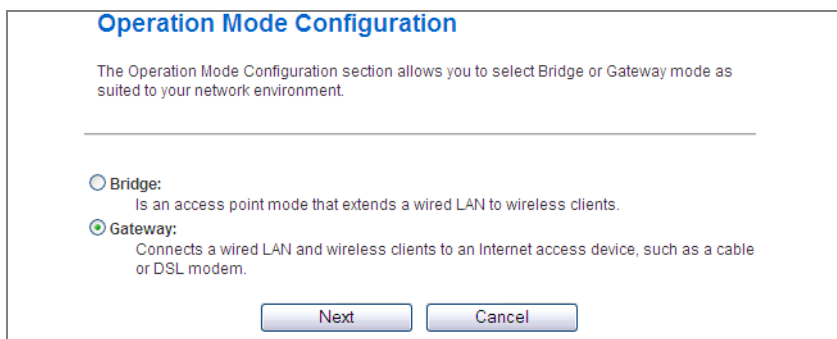 Operation Mode Configuration
The Operation Mode Configuration section allows you to select Bridge or Gateway mode as
suited to your network environment.
Bridge:
Is an access point mode that extends a wired LAN to wireless clients.
Gateway:
Connects a wired LAN and wireless clients to an Internet access device, such as a cable
or DSL modem.
Next Cancel